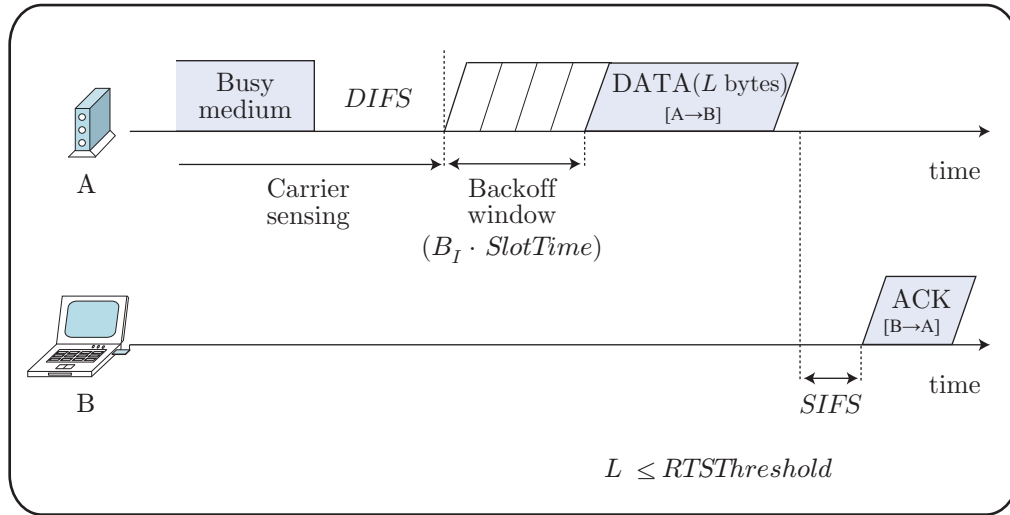 Busy
medium
DIFS
DATA(L bytes)
[A→B]
A
time
Carrier
sensing
Backoff
window
(B_I · SlotTime)
ACK
[B→A]
B
time
SIFS
L ≤ RTSThreshold